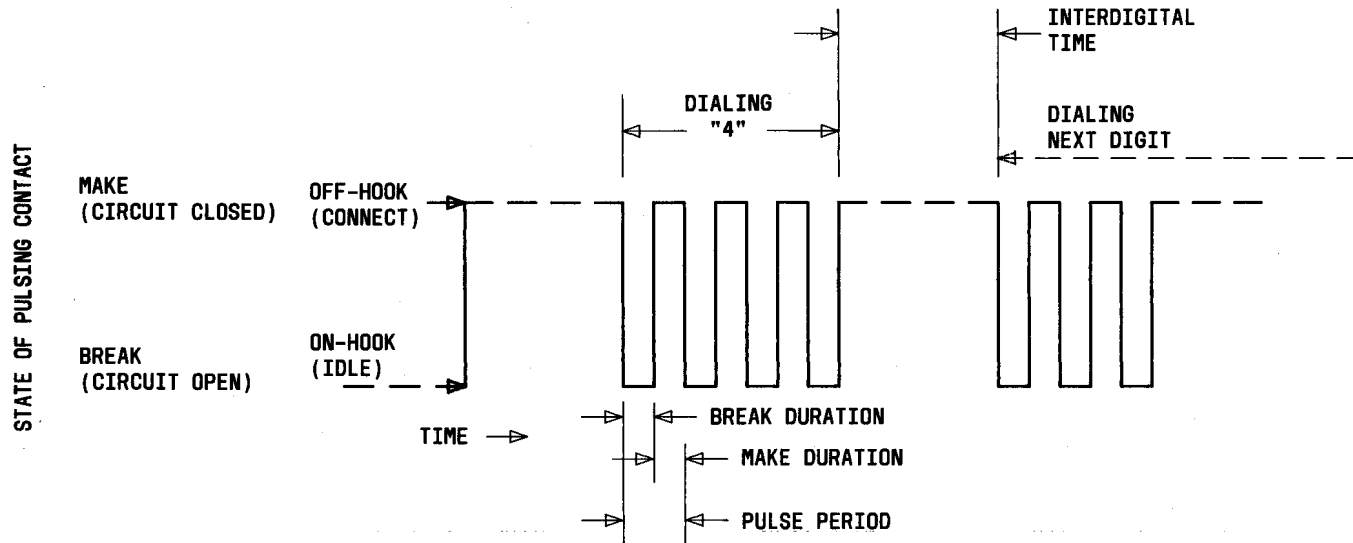 INTERDIGITAL
TIME
DIALING
"4"
DIALING
NEXT DIGIT
STATE OF PULSING CONTACT
MAKE
(CIRCUIT CLOSED)
OFF-HOOK
(CONNECT)
BREAK
(CIRCUIT OPEN)
ON-HOOK
(IDLE)
TIME
BREAK DURATION
MAKE DURATION
PULSE PERIOD